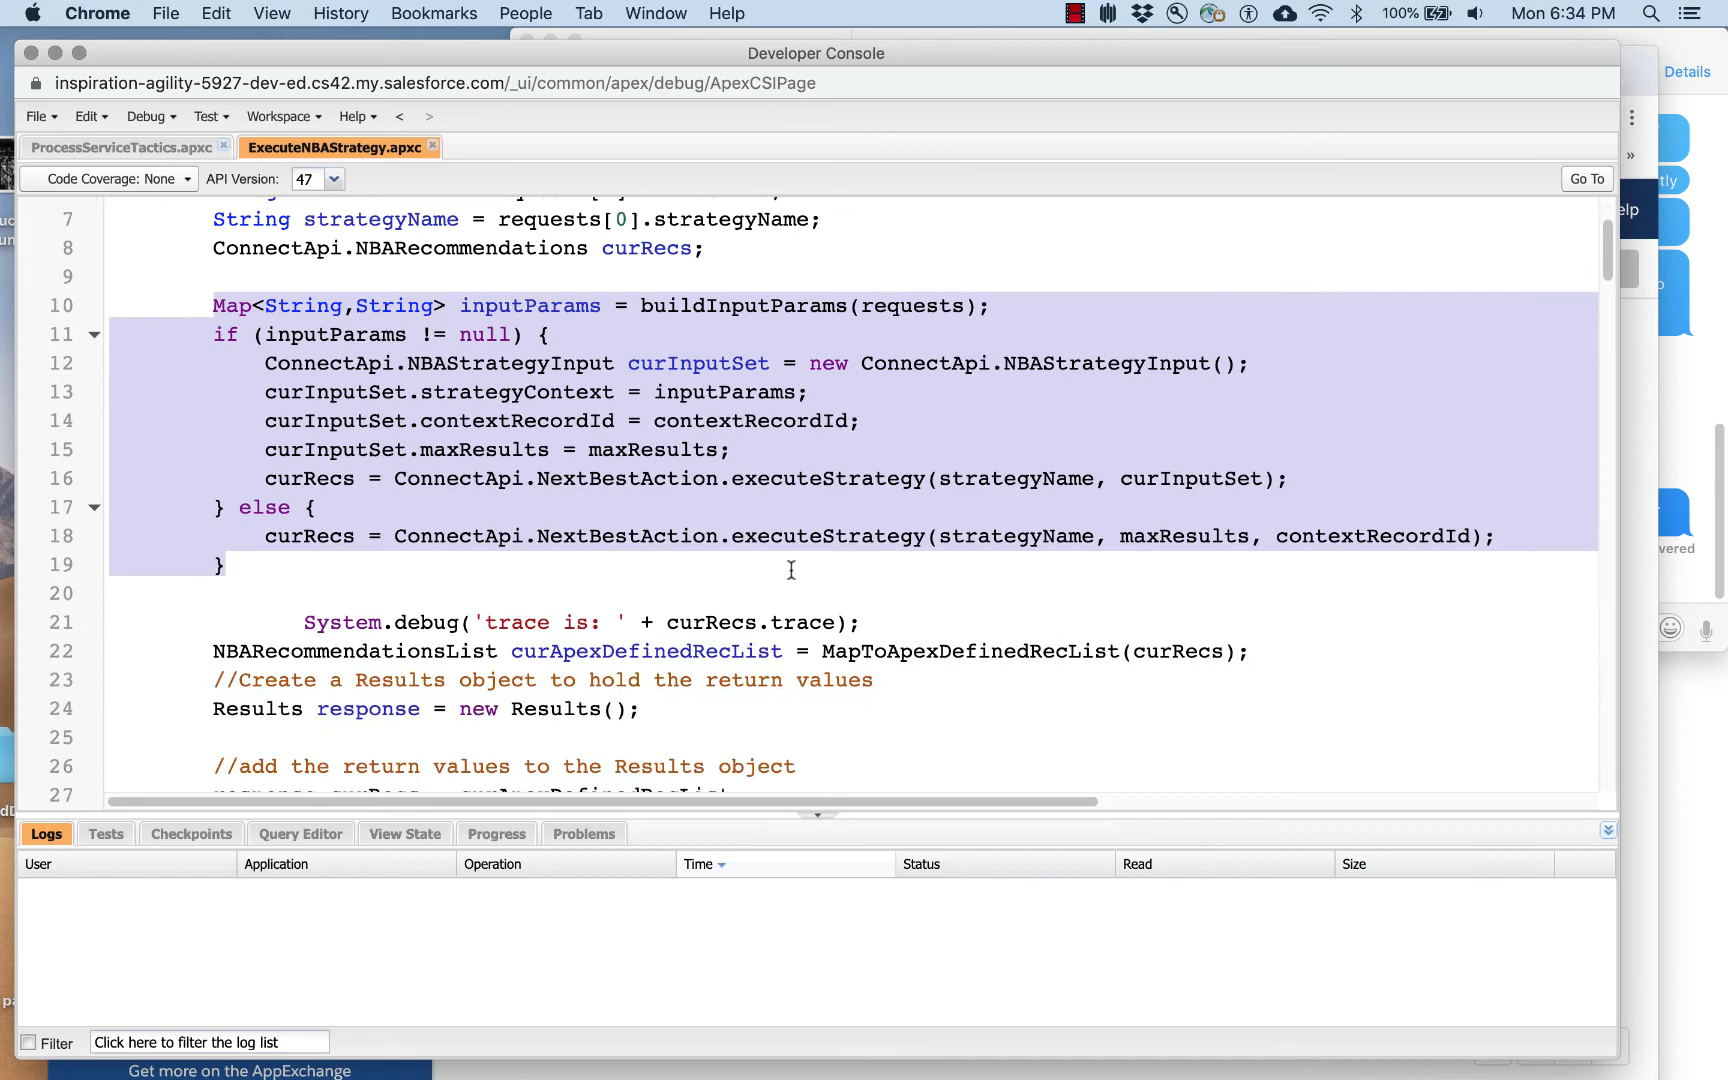 Chrome File Edit View History Bookmarks People Tab Window Help 100% Mon 6:34 PM
Developer Console
Details
inspiration-agility-5927-dev-ed.cs42.my.salesforce.com/_ui/common/apex/debug/ApexCSIPage
File Edit Debug Test Workspace Help < >
ProcessServiceTactics.apxc ExecuteNBAStrategy.apxc
Code Coverage: None API Version: 47 Go To
7 String strategyName = requests[0].strategyName;
8 ConnectApi.NBARecommendations curRecs;
9
10 Map<String,String> inputParams = buildInputParams(requests);
11 if (inputParams != null) {
12 ConnectApi.NBAStrategyInput curInputSet = new ConnectApi.NBAStrategyInput();
13 curInputSet.strategyContext = inputParams;
14 curInputSet.contextRecordId = contextRecordId;
15 curInputSet.maxResults = maxResults;
16 curRecs = ConnectApi.NextBestAction.executeStrategy(strategyName, curInputSet);
17 } else {
18 curRecs = ConnectApi.NextBestAction.executeStrategy(strategyName, maxResults, contextRecordId);
19 }
20
21 System.debug('trace is: ' + curRecs.trace);
22 NBARecommendationsList curApexDefinedRecList = MapToApexDefinedRecList(curRecs);
23 //Create a Results object to hold the return values
24 Results response = new Results();
25
26 //add the return values to the Results object
27
Logs Tests Checkpoints Query Editor View State Progress Problems
User Application Operation Time Status Read Size
Filter Click here to filter the log list
Get more on the AppExchange